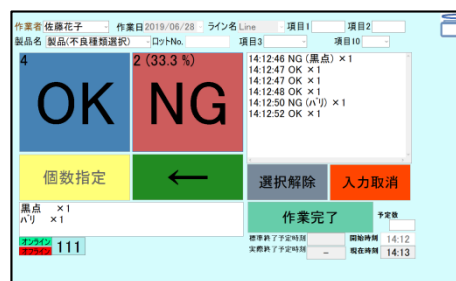 作業者 佐藤花子 作業日 2019/06/28 ライン名 Line 項目1 項目2
製品名 製品(不良種類選択) ロットNo. 項目3 項目10
4
OK
2 (33.3 %)
NG
14:12:46 NG (黒点) ×1
14:12:47 OK ×1
14:12:47 OK ×1
14:12:48 OK ×1
14:12:50 NG (バリ) ×1
14:12:52 OK ×1
個数指定
←
選択解除
入力取消
黒点 ×1
バリ ×1
作業完了
予定数
オンライン
オフライン
111
標準終了予定時刻 開始時刻 14:12
実際終了予定時刻 – 現在時刻 14:13